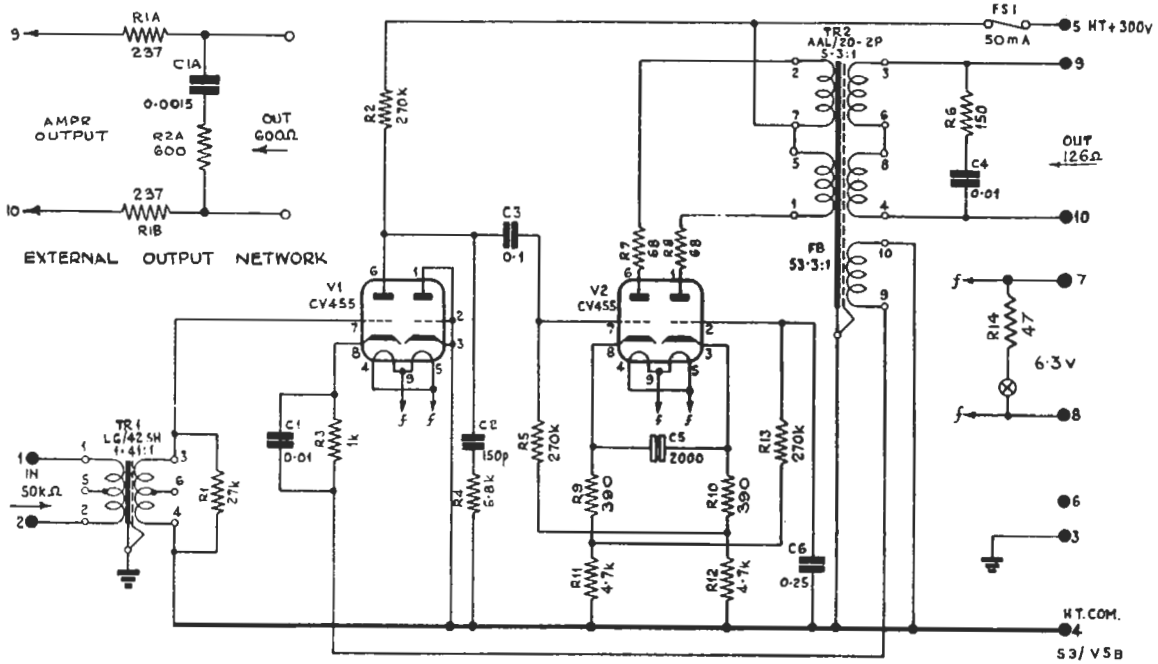 9
R1A
237
C1A
0.0015
AMPR
OUTPUT
R2A
600
OUT
600Ω
10
237
R1B
EXTERNAL OUTPUT NETWORK
R2
270k
FS1
50mA
5 HT+300V
TR2
AAL/20-2P
5·3:1
2
7
5
1
3
6
8
4
R6
150
C4
0.01
9
OUT
126Ω
10
FB
53·3:1
10
9
R7
68
R8
68
C3
0.1
V1
CV455
6
1
7
8
2
3
4
9
5
f
f
V2
CV455
6
1
7
8
2
3
4
9
5
f
f
f
7
R14
47
6.3V
f
8
TR1
LG/42SH
1·41:1
1
IN
50kΩ
2
1
5
2
3
6
4
R1
27k
C1
0.01
R3
1k
C2
150p
R4
6.8k
R5
270k
C5
2000
R9
390
R10
390
R13
270k
R11
4.7k
R12
4.7k
C6
0.25
6
3
HT.COM.
4
S3/VSB